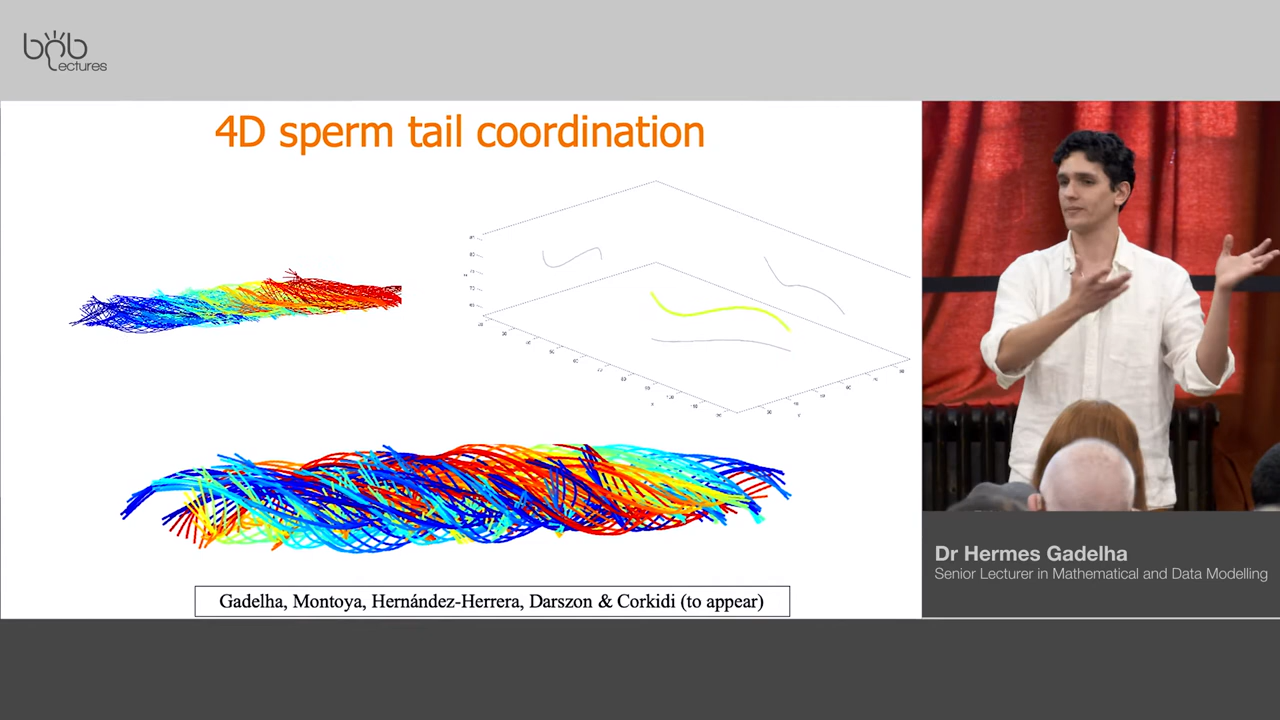 bnb
Lectures
4D sperm tail coordination
Gadelha, Montoya, Hernández-Herrera, Darszon & Corkidi (to appear)
Dr Hermes Gadelha
Senior Lecturer in Mathematical and Data Modelling